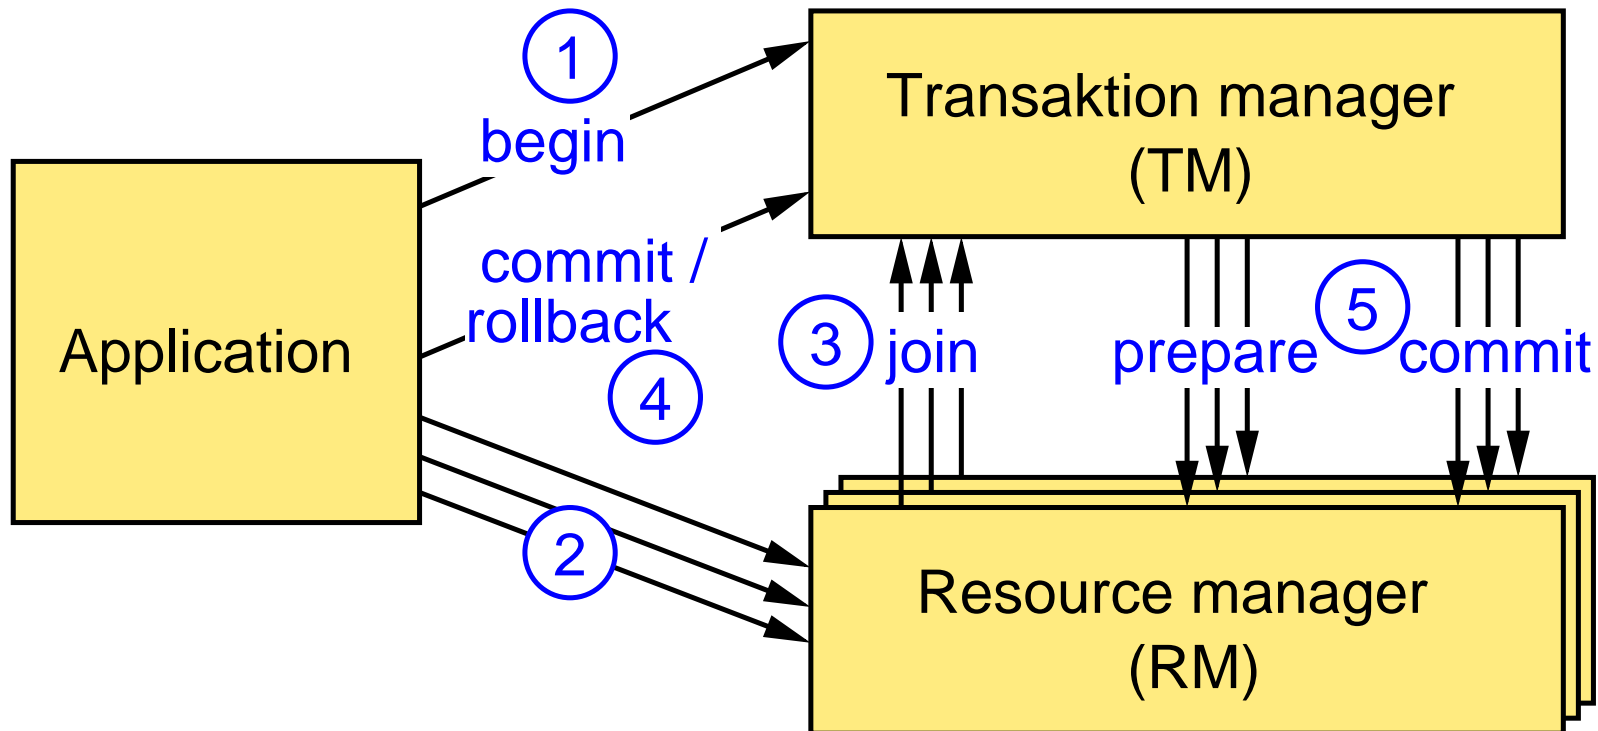 1
begin
Transaktion manager
(TM)
commit /
rollback
4
Application
3
join
prepare
5
commit
2
Resource manager
(RM)